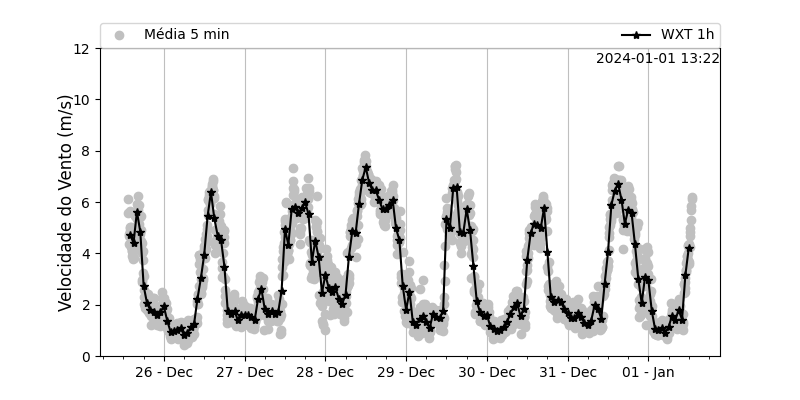 Média 5 min
WXT 1h
2024-01-01 13:22
Velocidade do Vento (m/s)
12
10
8
6
4
2
0
26 - Dec
27 - Dec
28 - Dec
29 - Dec
30 - Dec
31 - Dec
01 - Jan